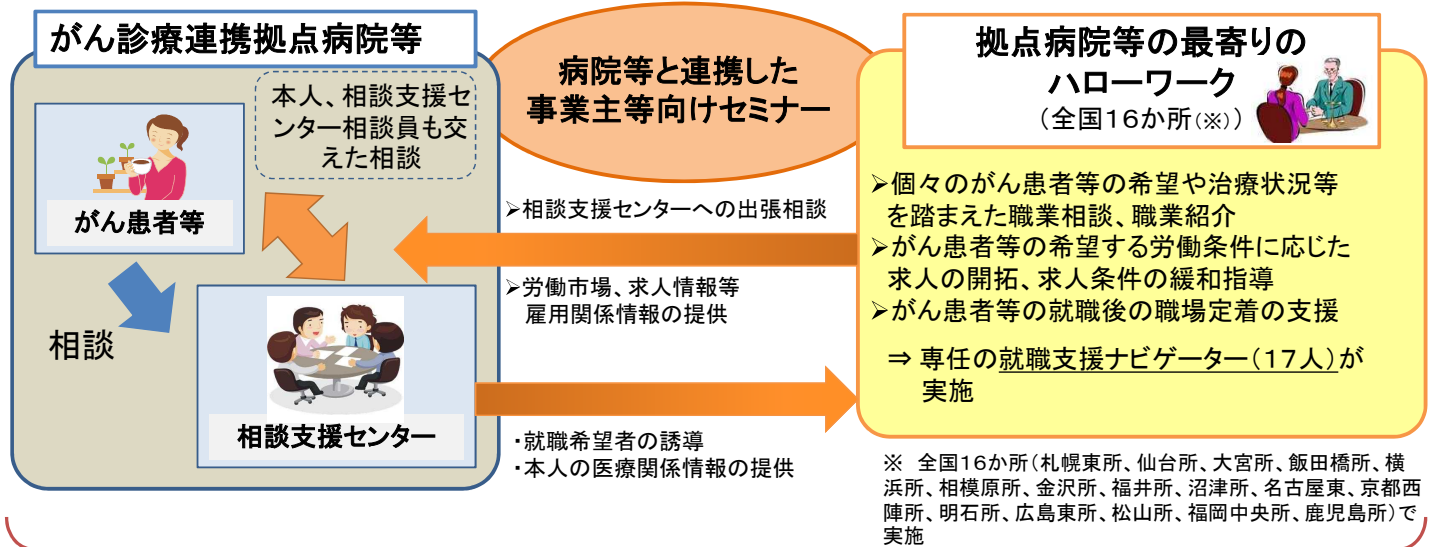 がん診療連携拠点病院等
本人、相談支援セ
ンター相談員も交
えた相談
がん患者等
相談
相談支援センター
病院等と連携した
事業主等向けセミナー
➢相談支援センターへの出張相談
➢労働市場、求人情報等
雇用関係情報の提供
・就職希望者の誘導
・本人の医療関係情報の提供
拠点病院等の最寄りの
ハローワーク
(全国16か所(※))
➢個々のがん患者等の希望や治療状況等
を踏まえた職業相談、職業紹介
➢がん患者等の希望する労働条件に応じた
求人の開拓、求人条件の緩和指導
➢がん患者等の就職後の職場定着の支援
⇒ 専任の就職支援ナビゲーター(17人)が
実施
※ 全国16か所(札幌東所、仙台所、大宮所、飯田橋所、横
浜所、相模原所、金沢所、福井所、沼津所、名古屋東、京都西
陣所、明石所、広島東所、松山所、福岡中央所、鹿児島所)で
実施